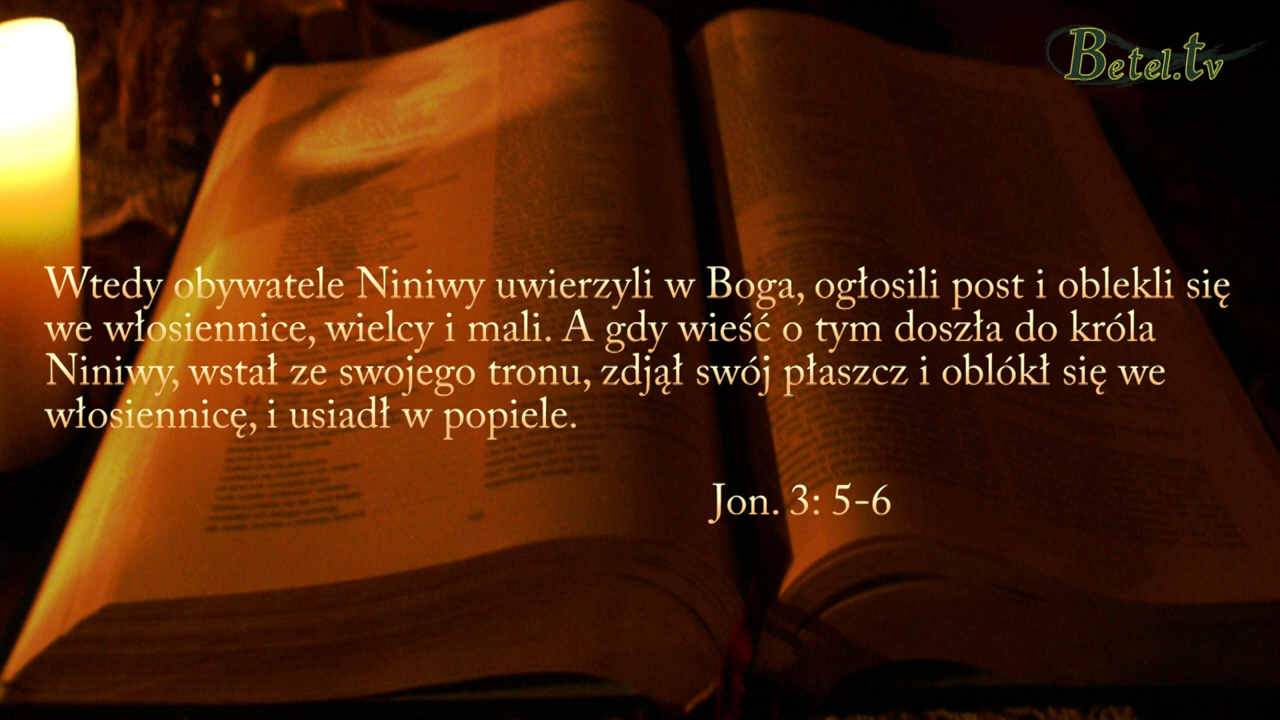 Betel.tv
Wtedy obywatele Niniwy uwierzyli w Boga, ogłosili post i oblekli się
we włosiennice, wielcy i mali. A gdy wieść o tym doszła do króla
Niniwy, wstał ze swojego tronu, zdjął swój płaszcz i oblókł się we
włosiennicę, i usiadł w popiele.
Jon. 3: 5-6